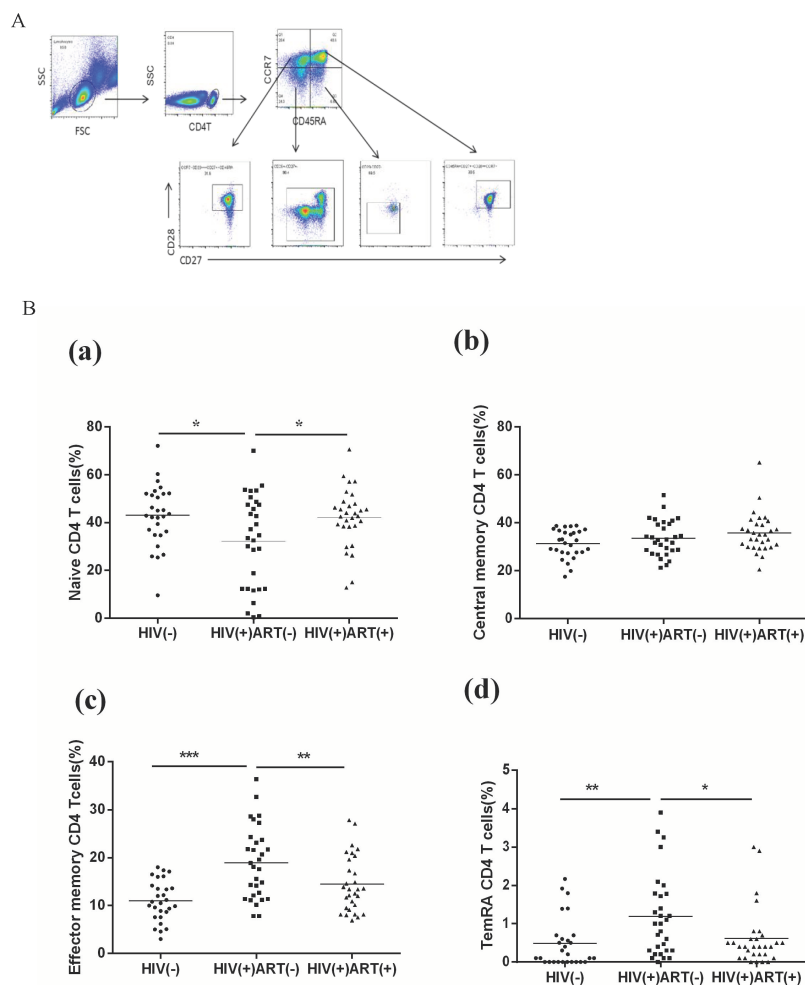 A
SSC
FSC
SSC
CD4T
CCR7
CD45RA
CD28
CD27
B
(a)
Naive CD4 T cells(%)
80
60
40
20
0
*
*
HIV(-)
HIV(+)ART(-)
HIV(+)ART(+)
(b)
Central memory CD4 T cells(%)
80
60
40
20
0
HIV(-)
HIV(+)ART(-)
HIV(+)ART(+)
(c)
Effector memory CD4 Tcells(%)
40
30
20
10
0
***
**
HIV(-)
HIV(+)ART(-)
HIV(+)ART(+)
(d)
TemRA CD4 T cells(%)
5
4
3
2
1
0
**
*
HIV(-)
HIV(+)ART(-)
HIV(+)ART(+)